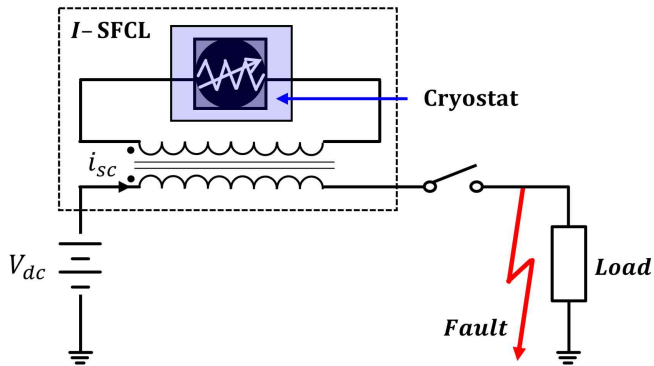 I– SFCL
Cryostat
i_sc
V_dc
Load
Fault